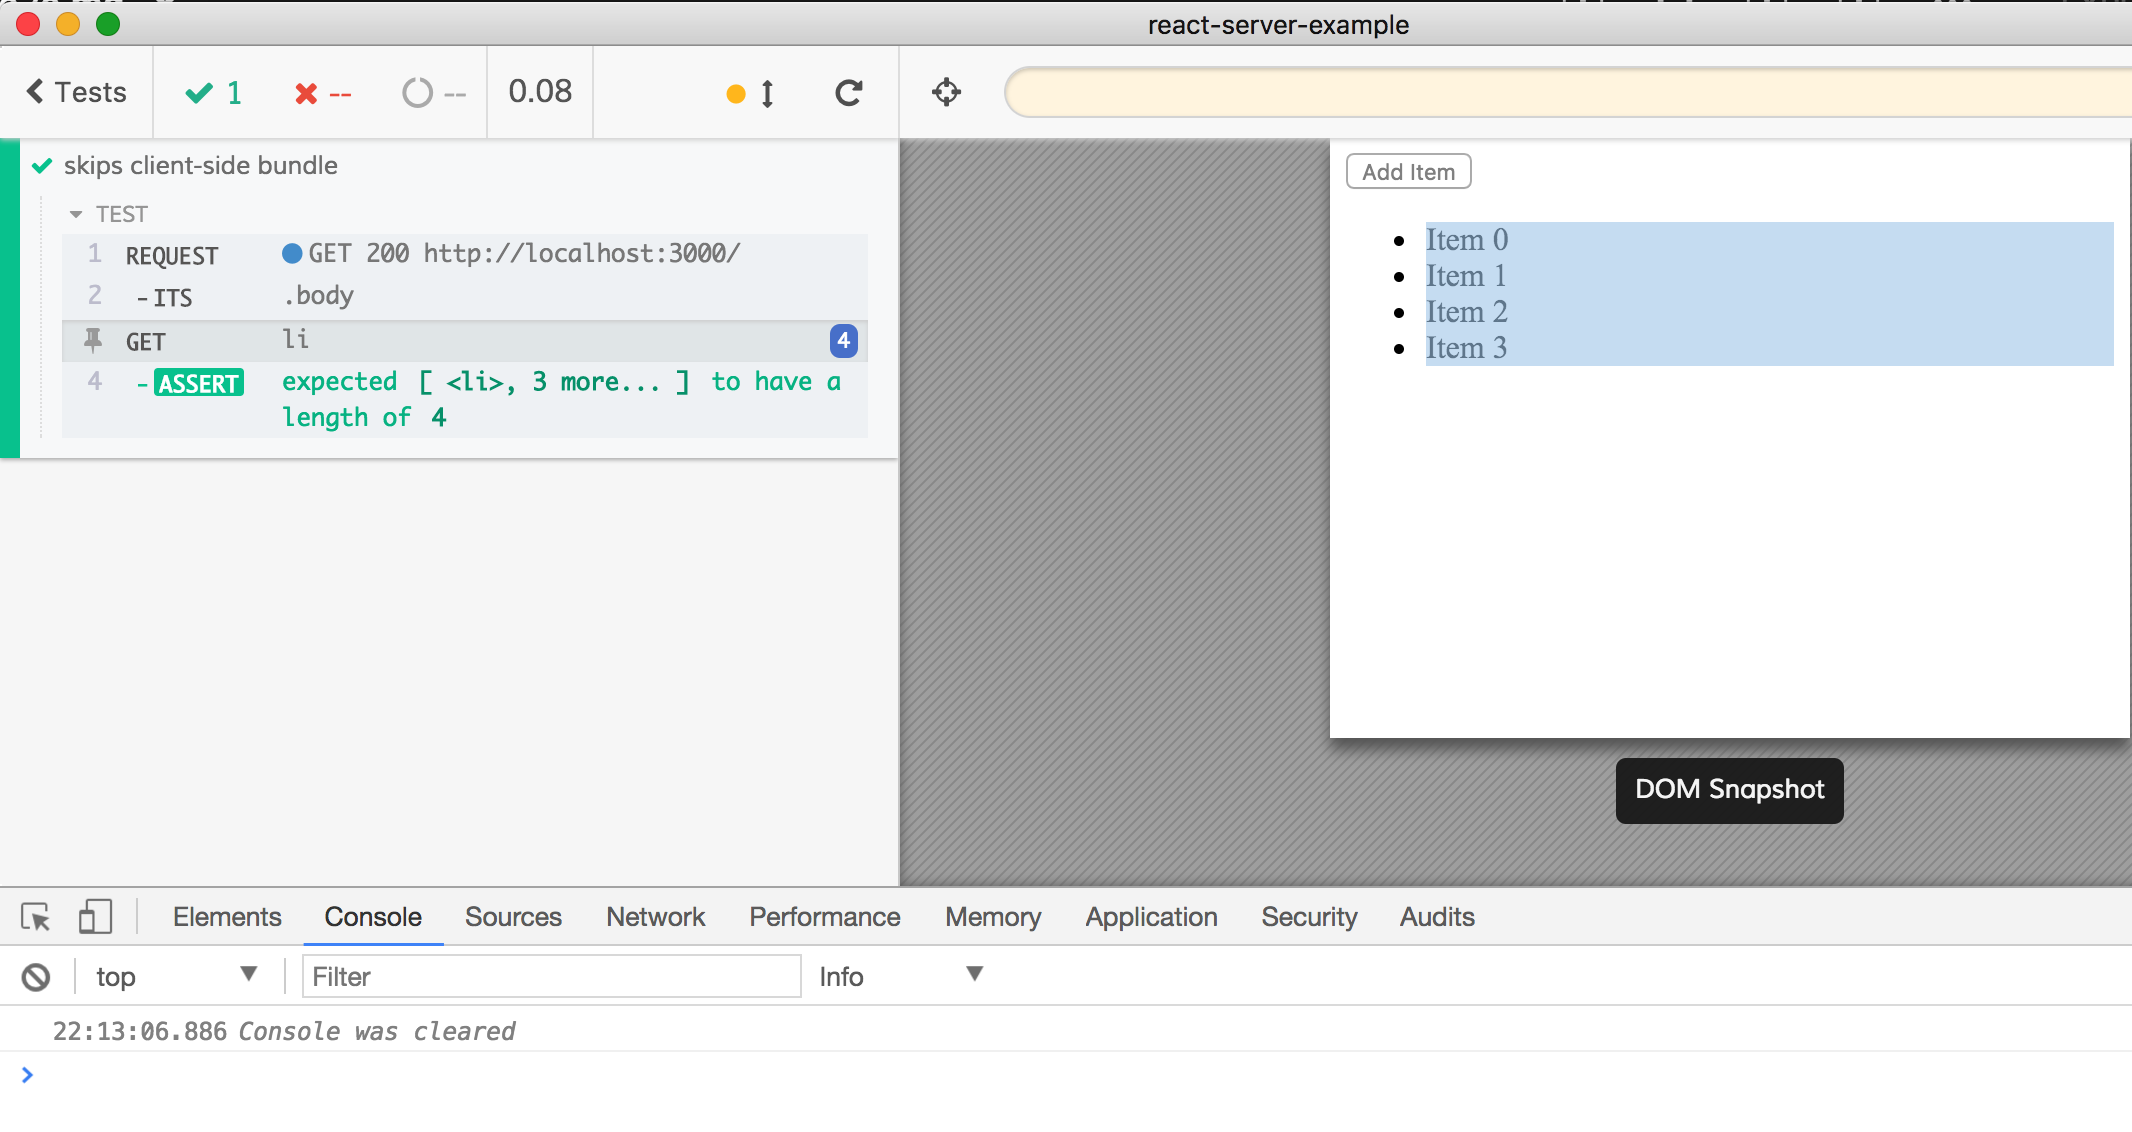 react-server-example
Tests 1 -- -- 0.08
skips client-side bundle
TEST
1 REQUEST GET 200 http://localhost:3000/
2 -ITS .body
GET li 4
4 -ASSERT expected [ <li>, 3 more... ] to have a
length of 4
Add Item
Item 0
Item 1
Item 2
Item 3
DOM Snapshot
Elements Console Sources Network Performance Memory Application Security Audits
top Filter Info
22:13:06.886 Console was cleared